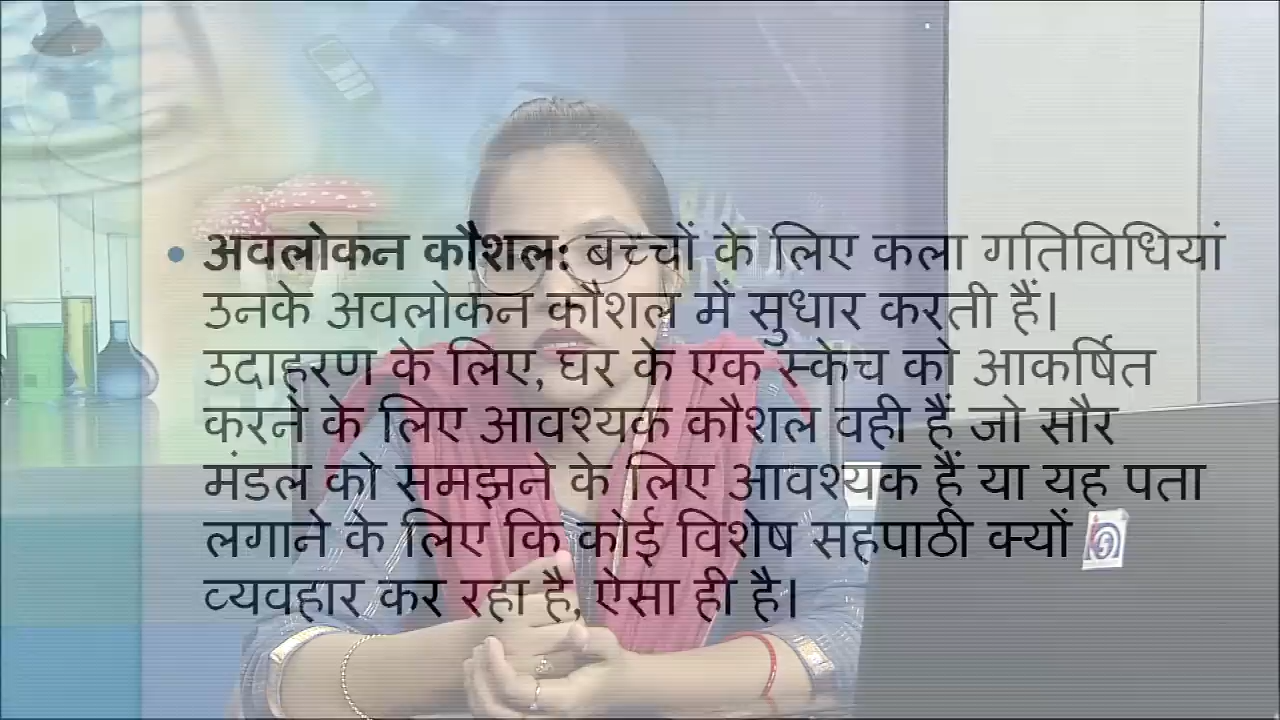 • अवलोकन कौशल: बच्चों के लिए कला गतिविधियां
उनके अवलोकन कौशल में सुधार करती हैं।
उदाहरण के लिए, घर के एक स्केच को आकर्षित
करने के लिए आवश्यक कौशल वही हैं जो सौर
मंडल को समझने के लिए आवश्यक हैं या यह पता
लगाने के लिए कि कोई विशेष सहपाठी क्यों
व्यवहार कर रहा है, ऐसा ही है।